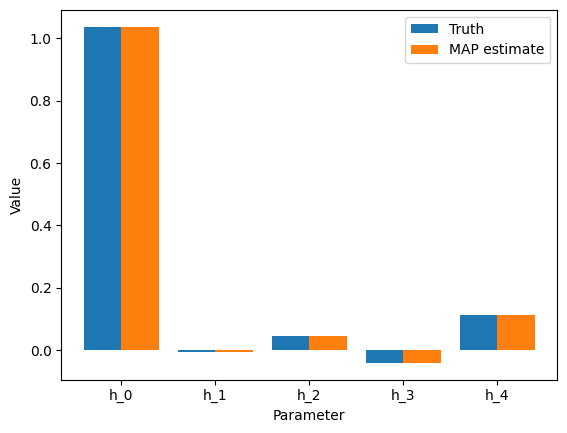 Truth
MAP estimate
Value
1.0
0.8
0.6
0.4
0.2
0.0
h_0 h_1 h_2 h_3 h_4
Parameter